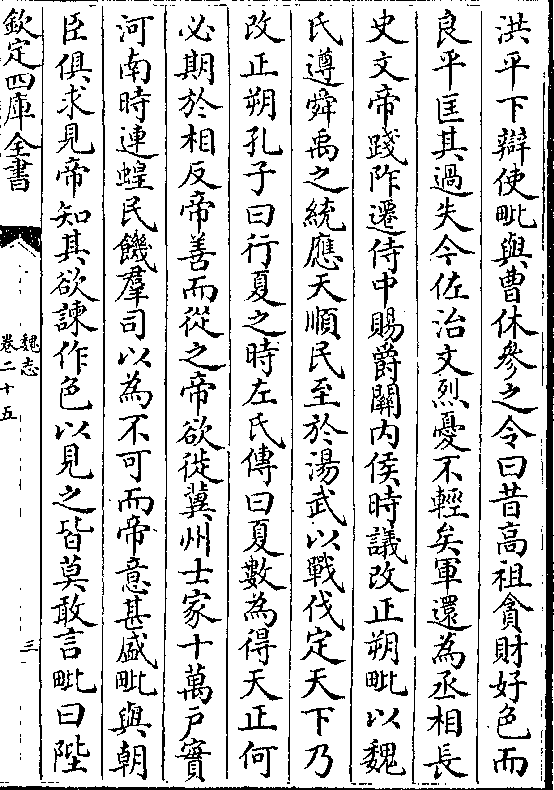 洪平下辯使毗與曹休參之令曰昔高祖貪財好色而
良平匡其過失今佐治文烈憂不輕矣軍還為丞相長
史文帝踐阼遷侍中賜爵關内侯時議改正朔毗以魏
氏遵舜禹之統應天順民至於湯武以戰伐定天下乃
改正朔孔子曰行夏之時左氏傳曰夏數為得天正何
必期於相反帝善而從之帝欲徙冀州士家十萬戶實
河南時連蝗民饑羣司以為不可而帝意甚盛毗與朝
臣俱求見帝知其欲諫作色以見之皆莫敢言毗曰陛
欽定四庫全書
魏志
卷二十五
三